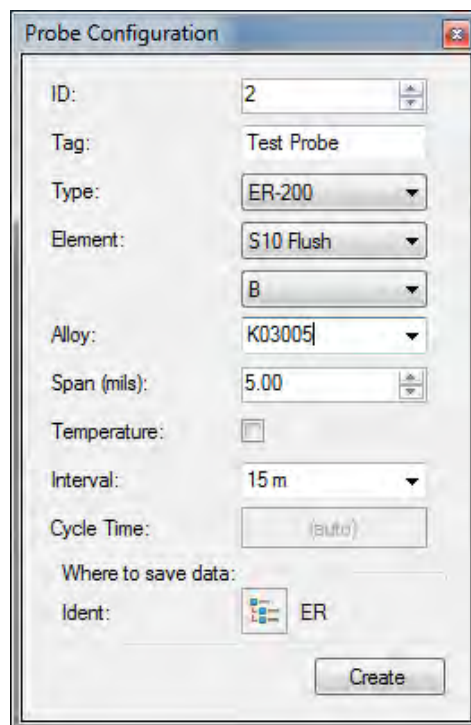 Probe Configuration
ID: 2
Tag: Test Probe
Type: ER-200
Element: S10 Flush
B
Alloy: K03005
Span (mils): 5.00
Temperature:
Interval: 15 m
Cycle Time: (auto)
Where to save data:
Ident: ER
Create